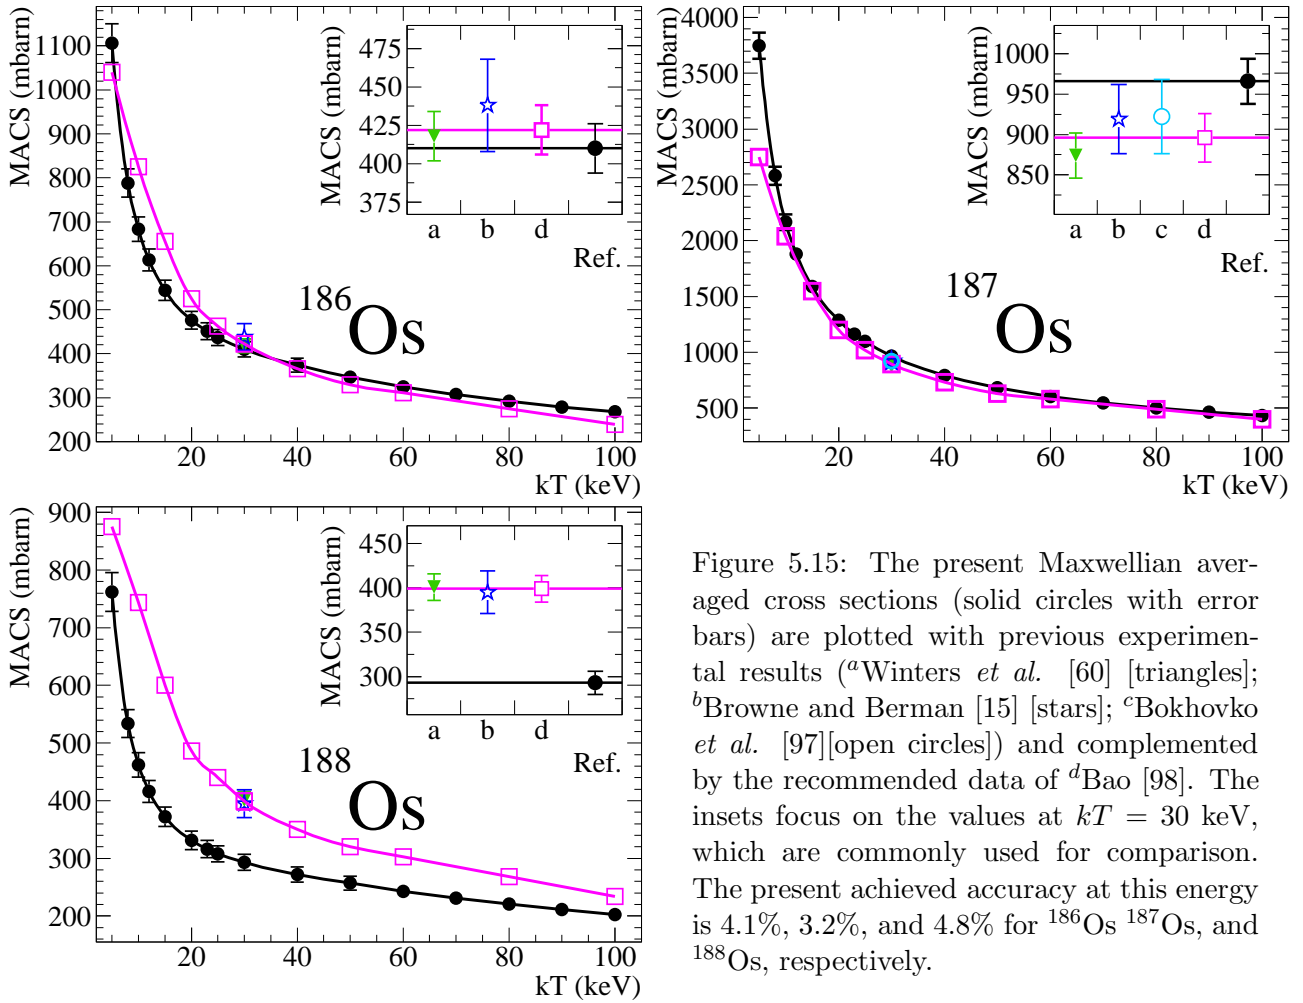 MACS (mbarn)
1100
1000
900
800
700
600
500
400
300
200
20
40
60
80
100
kT (keV)
186Os
MACS (mbarn)
475
450
425
400
375
a
b
d
Ref.
MACS (mbarn)
4000
3500
3000
2500
2000
1500
1000
500
20
40
60
80
100
kT (keV)
187Os
MACS (mbarn)
1000
950
900
850
a
b
c
d
Ref.
MACS (mbarn)
900
800
700
600
500
400
300
200
20
40
60
80
100
kT (keV)
188Os
MACS (mbarn)
450
400
350
300
a
b
d
Ref.
Figure 5.15: The present Maxwellian aver-
aged cross sections (solid circles with error
bars) are plotted with previous experimen-
tal results (aWinters et al. [60] [triangles];
bBrowne and Berman [15] [stars]; cBokhovko
et al. [97][open circles]) and complemented
by the recommended data of dBao [98]. The
insets focus on the values at kT = 30 keV,
which are commonly used for comparison.
The present achieved accuracy at this energy
is 4.1%, 3.2%, and 4.8% for 186Os 187Os, and
188Os, respectively.